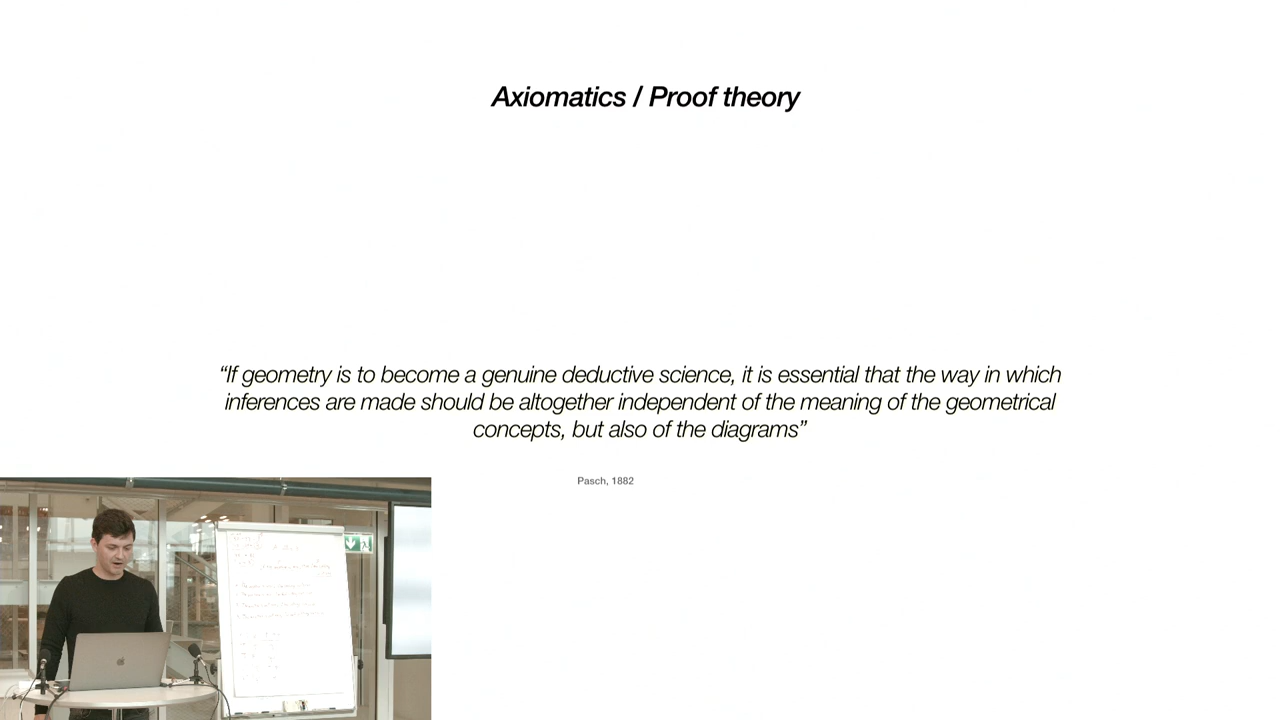 Axiomatics / Proof theory
“If geometry is to become a genuine deductive science, it is essential that the way in which
inferences are made should be altogether independent of the meaning of the geometrical
concepts, but also of the diagrams”
Pasch, 1882